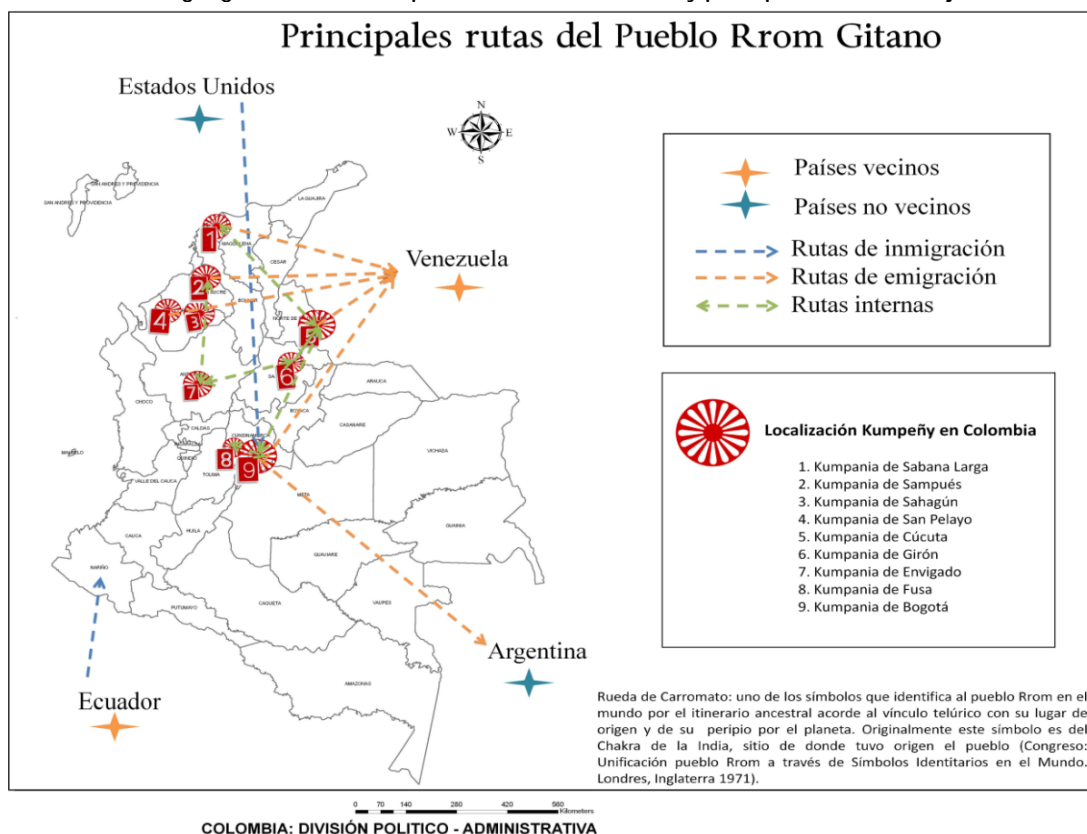 Principales rutas del Pueblo Rrom Gitano
Estados Unidos
N
W
E
S
Países vecinos
Países no vecinos
Rutas de inmigración
Rutas de emigración
Rutas internas
SAN ANDRES Y PROVIDENCIA
SAN ANDRES Y PROVIDENCIA
LA GUAJIRA
1
MAGDALENA
CESAR
Venezuela
2
SUCRE
4
3
NORTE DE
5
6
7
ARAUCA
CHOCO
BOYACA
CALDAS
CASANARE
8
9
VICHADA
TOLIMA
VALLE DEL CAUCA
META
GUAINIA
CAUCA
HUILA
GUAVIARE
NARIÑO
PUTUMAYO
CAQUETA
VAUPES
AMAZONAS
Ecuador
Argentina
Localización Kumpeñy en Colombia
1. Kumpania de Sabana Larga
2. Kumpania de Sampués
3. Kumpania de Sahagún
4. Kumpania de San Pelayo
5. Kumpania de Cúcuta
6. Kumpania de Girón
7. Kumpania de Envigado
8. Kumpania de Fusa
9. Kumpania de Bogotá
Rueda de Carromato: uno de los símbolos que identifica al pueblo Rrom en el
mundo por el itinerario ancestral acorde al vínculo telúrico con su lugar de
origen y de su peripio por el planeta. Originalmente este símbolo es del
Chakra de la India, sitio de donde tuvo origen el pueblo (Congreso:
Unificación pueblo Rrom a través de Símbolos Identitarios en el Mundo.
Londres, Inglaterra 1971).
0 70 140 280 420 560
Kilometers
COLOMBIA: DIVISIÓN POLITICO - ADMINISTRATIVA